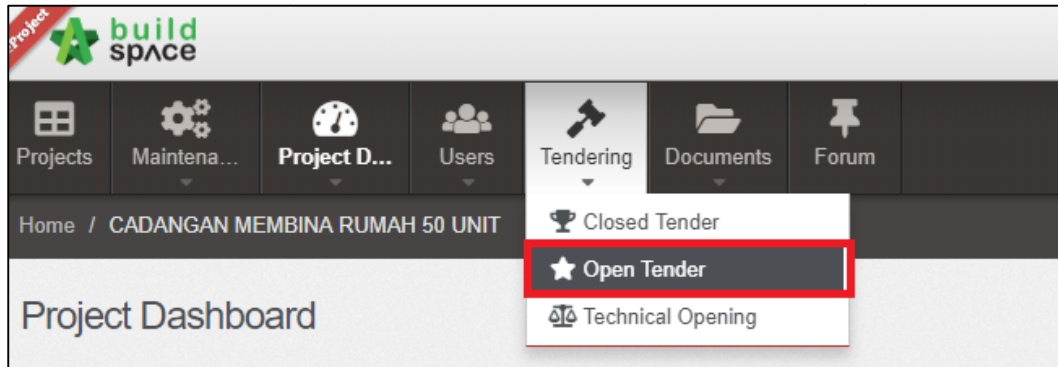 eProject
build
spʌce
Projects Maintena... Project D... Users Tendering Documents Forum
Home / CADANGAN MEMBINA RUMAH 50 UNIT
Closed Tender
Open Tender
Project Dashboard
Technical Opening